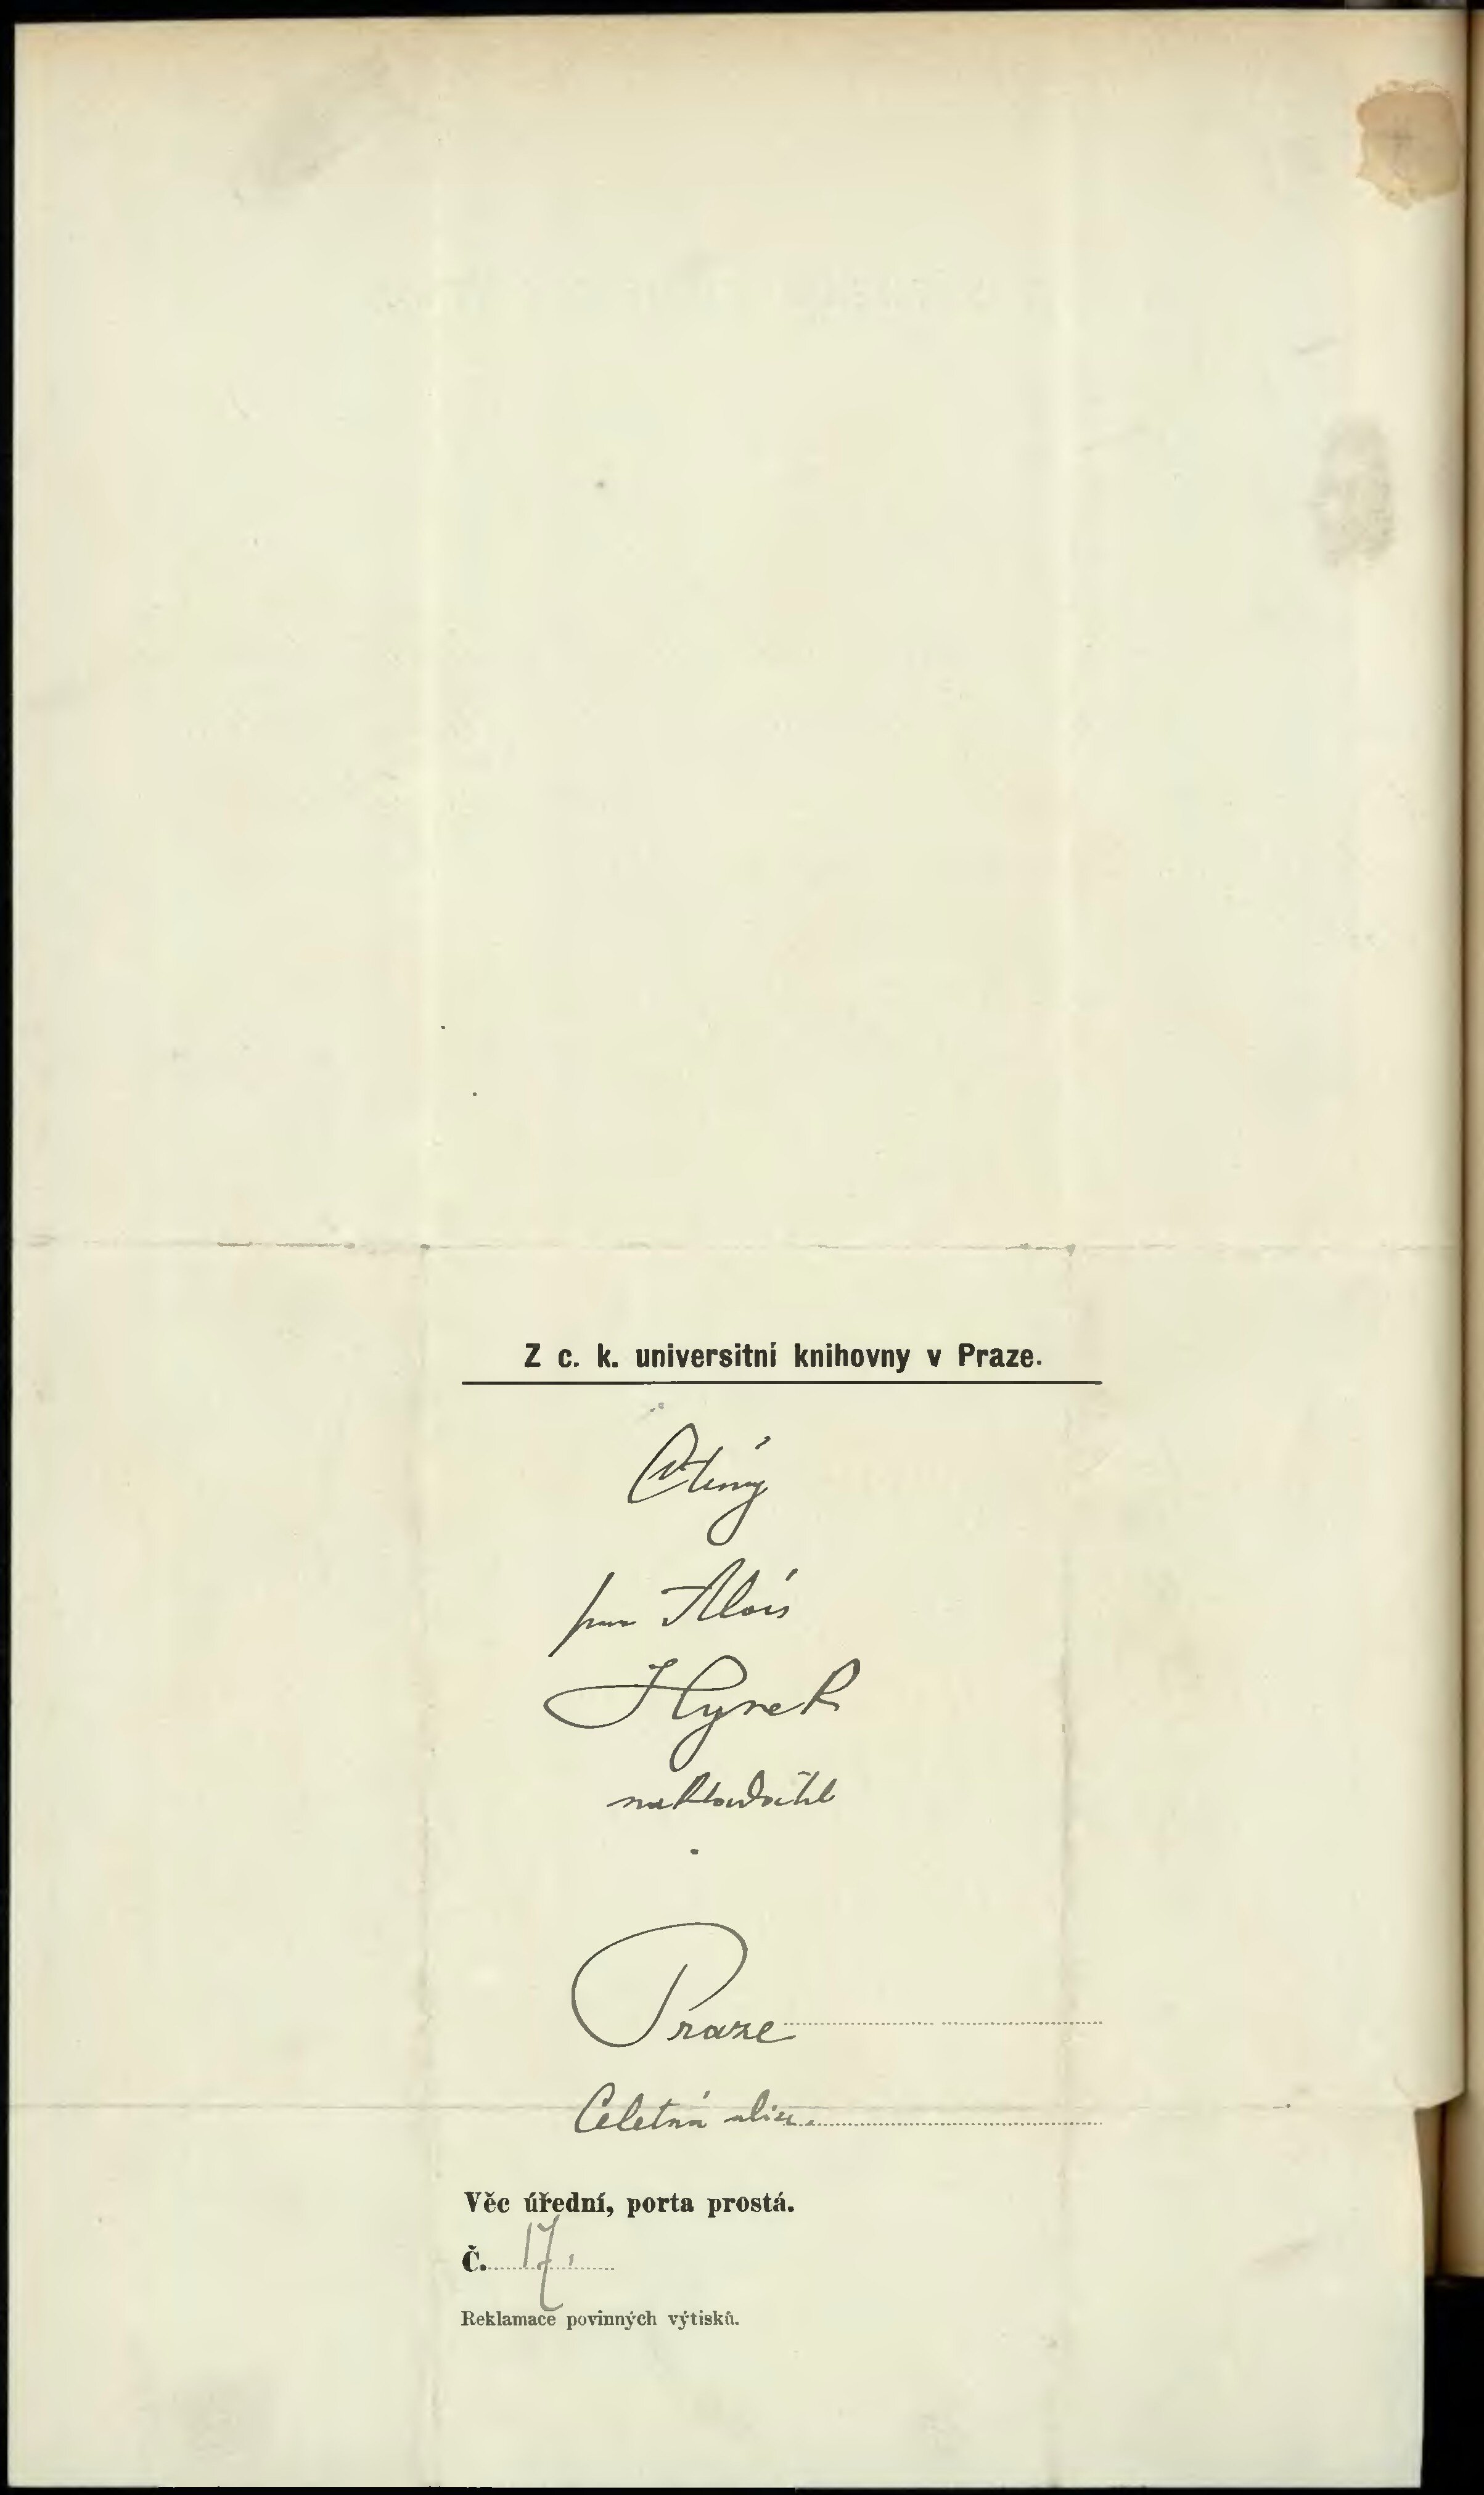 Z c. k. universitní knihovny v Praze.
Ctěný
pan Alois
Hynek
nakladatel
Praze
Celetná ulice.
Věc úřední, porta prostá.
Č. 17.
Reklamace povinných výtisků.